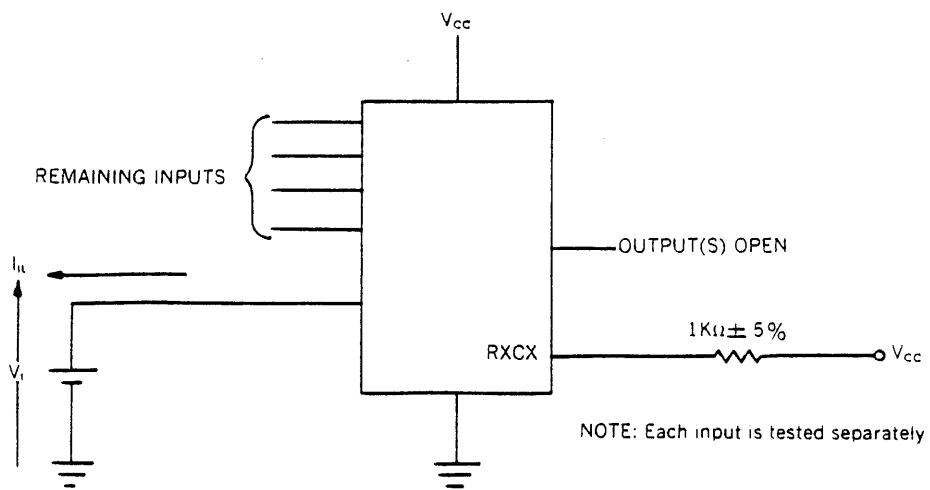 Vcc
REMAINING INPUTS
OUTPUT(S) OPEN
IIL
1KΩ± 5%
VI
RXCX
Vcc
NOTE: Each input is tested separately